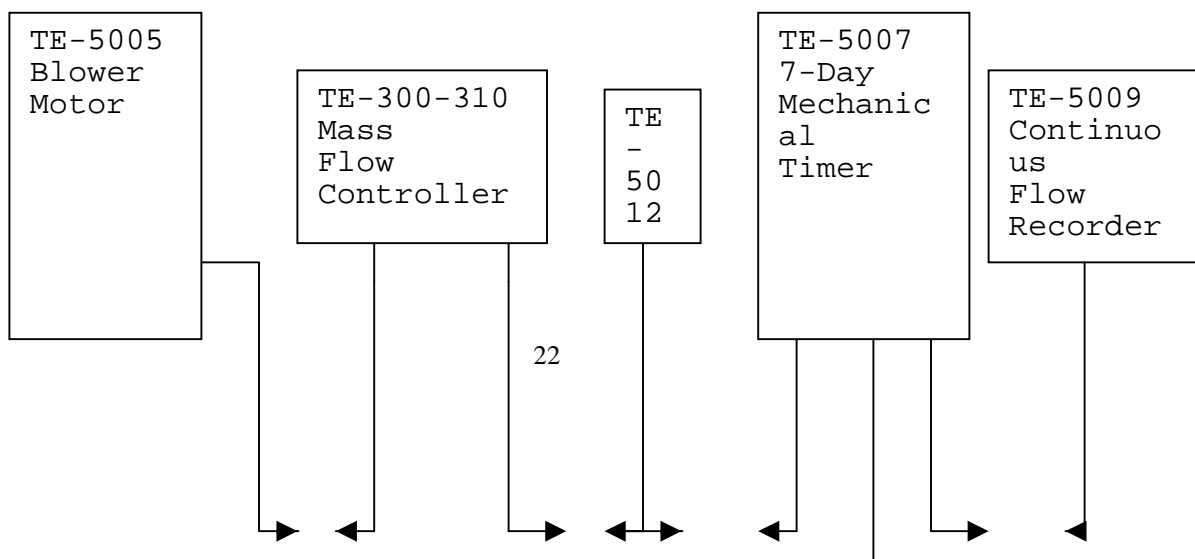 TE-5005
Blower
Motor
TE-300-310
Mass
Flow
Controller
TE
-
50
12
TE-5007
7-Day
Mechanic
al
Timer
TE-5009
Continuo
us
Flow
Recorder
22